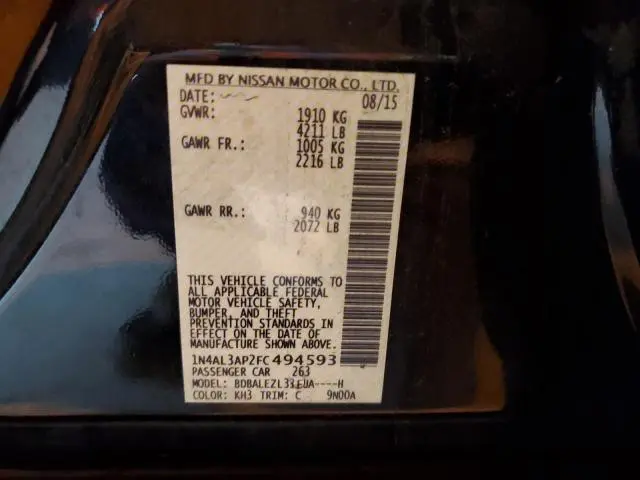 MFD BY NISSAN MOTOR CO., LTD.
DATE: 08/15
GVWR: 1910 KG
4211 LB
GAWR FR.: 1005 KG
2216 LB
GAWR RR.: 940 KG
2072 LB
THIS VEHICLE CONFORMS TO
ALL APPLICABLE FEDERAL
MOTOR VEHICLE SAFETY,
BUMPER, AND THEFT
PREVENTION STANDARDS IN
EFFECT ON THE DATE OF
MANUFACTURE SHOWN ABOVE.
1N4AL3AP2FC494593
PASSENGER CAR 263
MODEL: BDBALEZL33EUA----H
COLOR: KH3 TRIM: C 9N00A